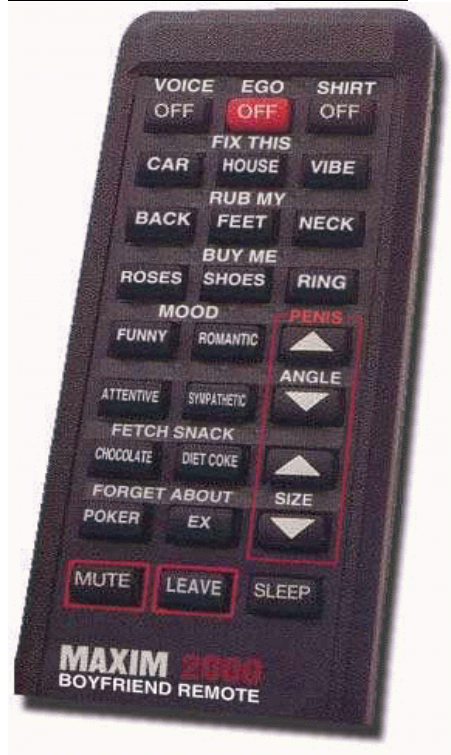 VOICE EGO SHIRT
OFF OFF OFF
FIX THIS
CAR HOUSE VIBE
RUB MY
BACK FEET NECK
BUY ME
ROSES SHOES RING
MOOD PENIS
FUNNY ROMANTIC
ANGLE
ATTENTIVE SYMPATHETIC
FETCH SNACK
CHOCOLATE DIET COKE
FORGET ABOUT SIZE
POKER EX
MUTE LEAVE SLEEP
MAXIM 2000
BOYFRIEND REMOTE